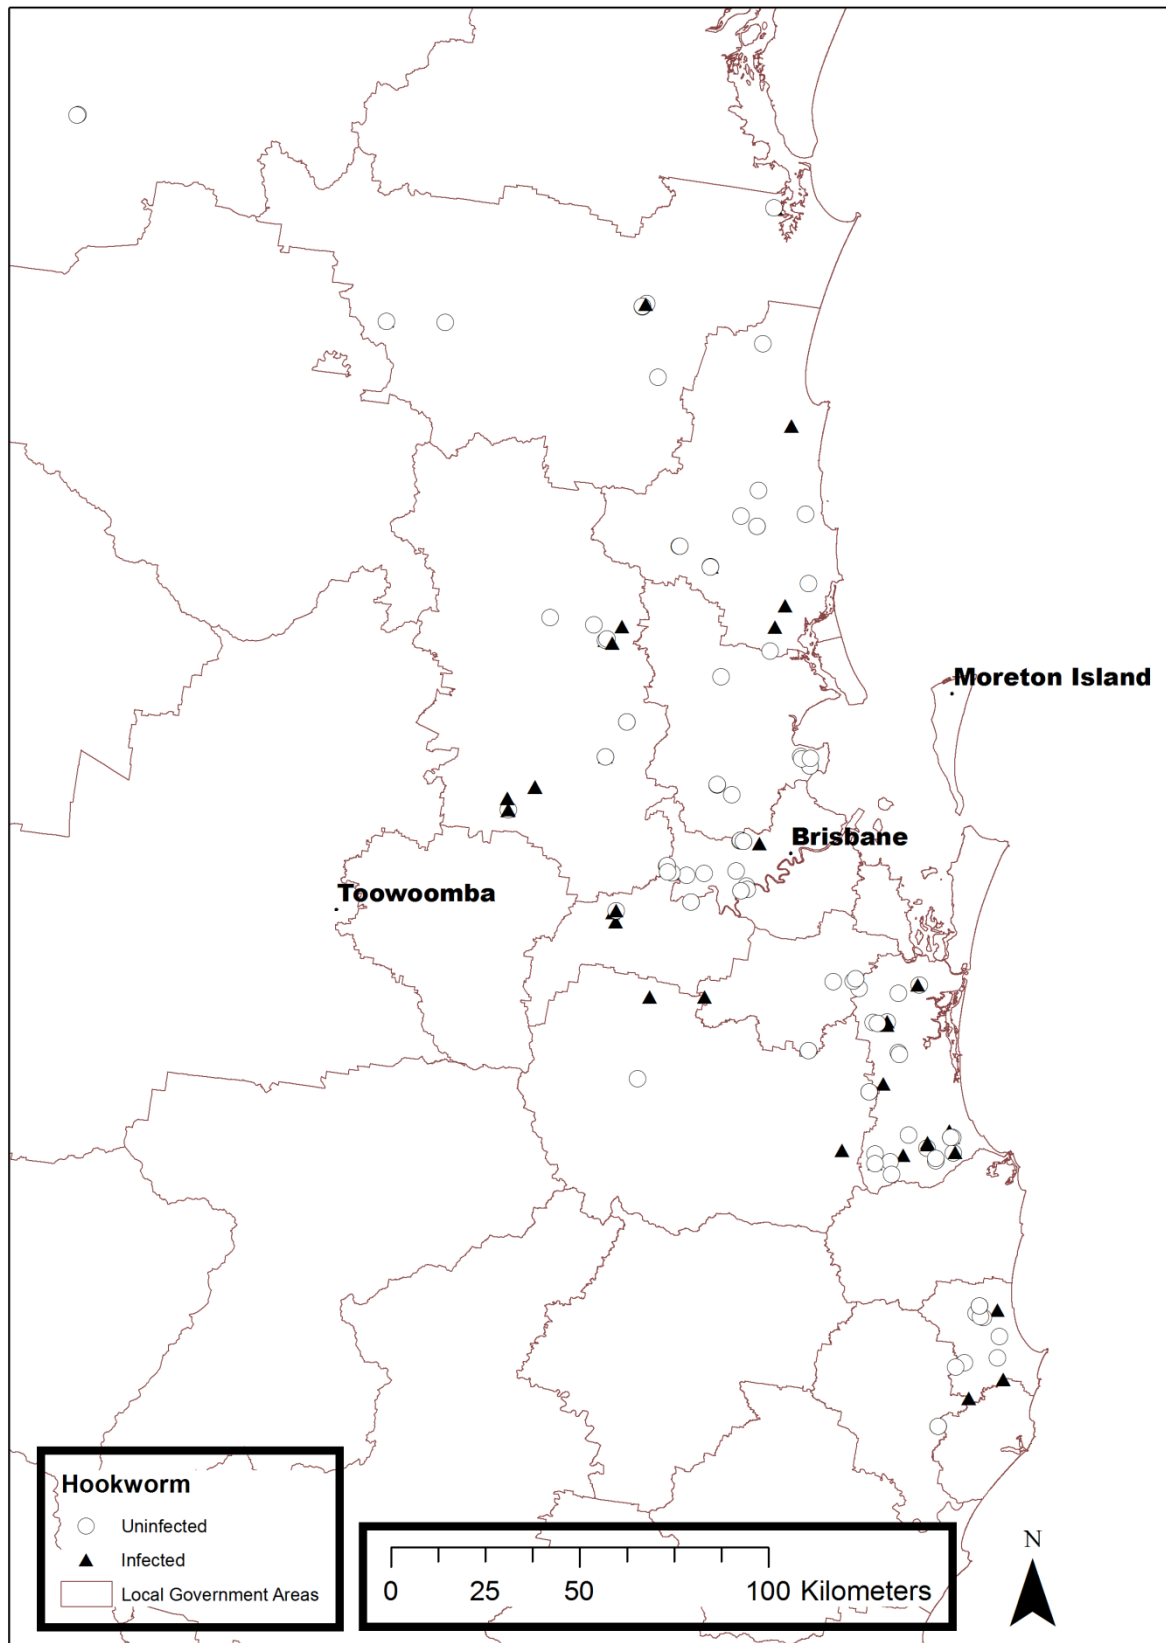 Moreton Island
Brisbane
Toowoomba
Hookworm
Uninfected
Infected
Local Government Areas
0 25 50 100 Kilometers
N